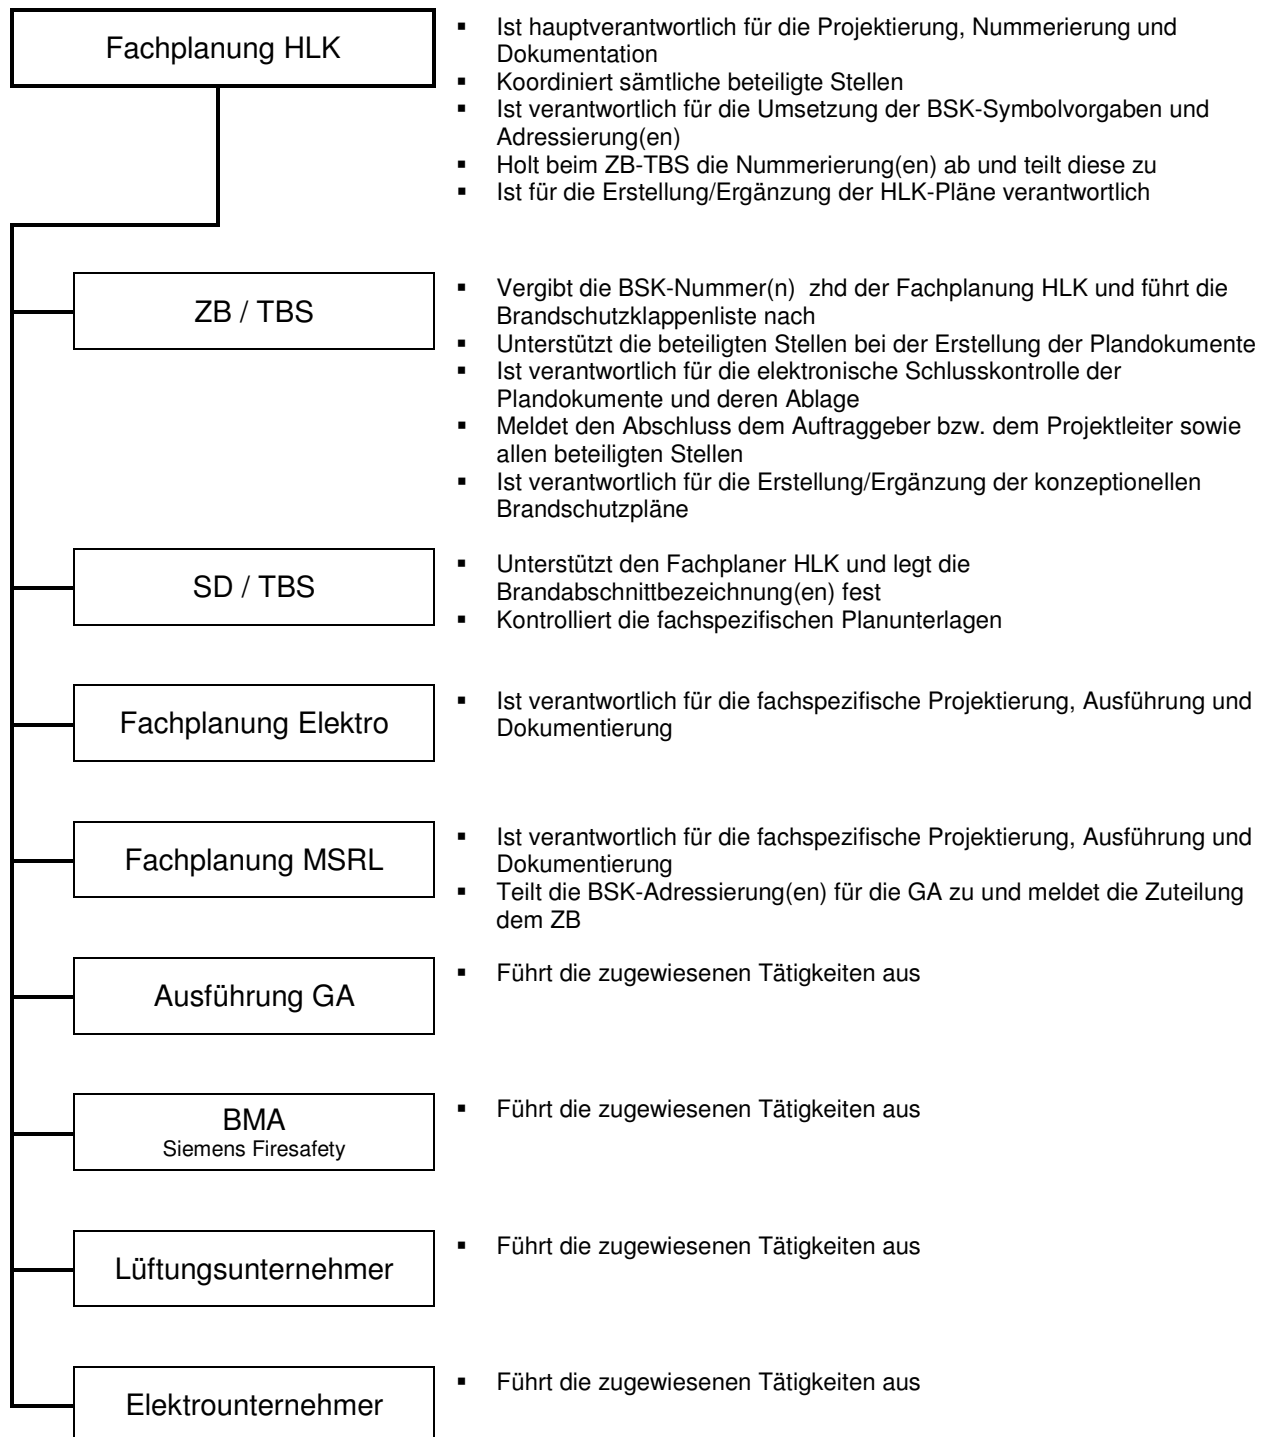 Fachplanung HLK
▪ Ist hauptverantwortlich für die Projektierung, Nummerierung und
Dokumentation
▪ Koordiniert sämtliche beteiligte Stellen
▪ Ist verantwortlich für die Umsetzung der BSK-Symbolvorgaben und
Adressierung(en)
▪ Holt beim ZB-TBS die Nummerierung(en) ab und teilt diese zu
▪ Ist für die Erstellung/Ergänzung der HLK-Pläne verantwortlich
ZB / TBS
▪ Vergibt die BSK-Nummer(n)  zhd der Fachplanung HLK und führt die
Brandschutzklappenliste nach
▪ Unterstützt die beteiligten Stellen bei der Erstellung der Plandokumente
▪ Ist verantwortlich für die elektronische Schlusskontrolle der
Plandokumente und deren Ablage
▪ Meldet den Abschluss dem Auftraggeber bzw. dem Projektleiter sowie
allen beteiligten Stellen
▪ Ist verantwortlich für die Erstellung/Ergänzung der konzeptionellen
Brandschutzpläne
SD / TBS
▪ Unterstützt den Fachplaner HLK und legt die
Brandabschnittbezeichnung(en) fest
▪ Kontrolliert die fachspezifischen Planunterlagen
Fachplanung Elektro
▪ Ist verantwortlich für die fachspezifische Projektierung, Ausführung und
Dokumentierung
Fachplanung MSRL
▪ Ist verantwortlich für die fachspezifische Projektierung, Ausführung und
Dokumentierung
▪ Teilt die BSK-Adressierung(en) für die GA zu und meldet die Zuteilung
dem ZB
Ausführung GA
▪ Führt die zugewiesenen Tätigkeiten aus
BMA
Siemens Firesafety
▪ Führt die zugewiesenen Tätigkeiten aus
Lüftungsunternehmer
▪ Führt die zugewiesenen Tätigkeiten aus
Elektrounternehmer
▪ Führt die zugewiesenen Tätigkeiten aus